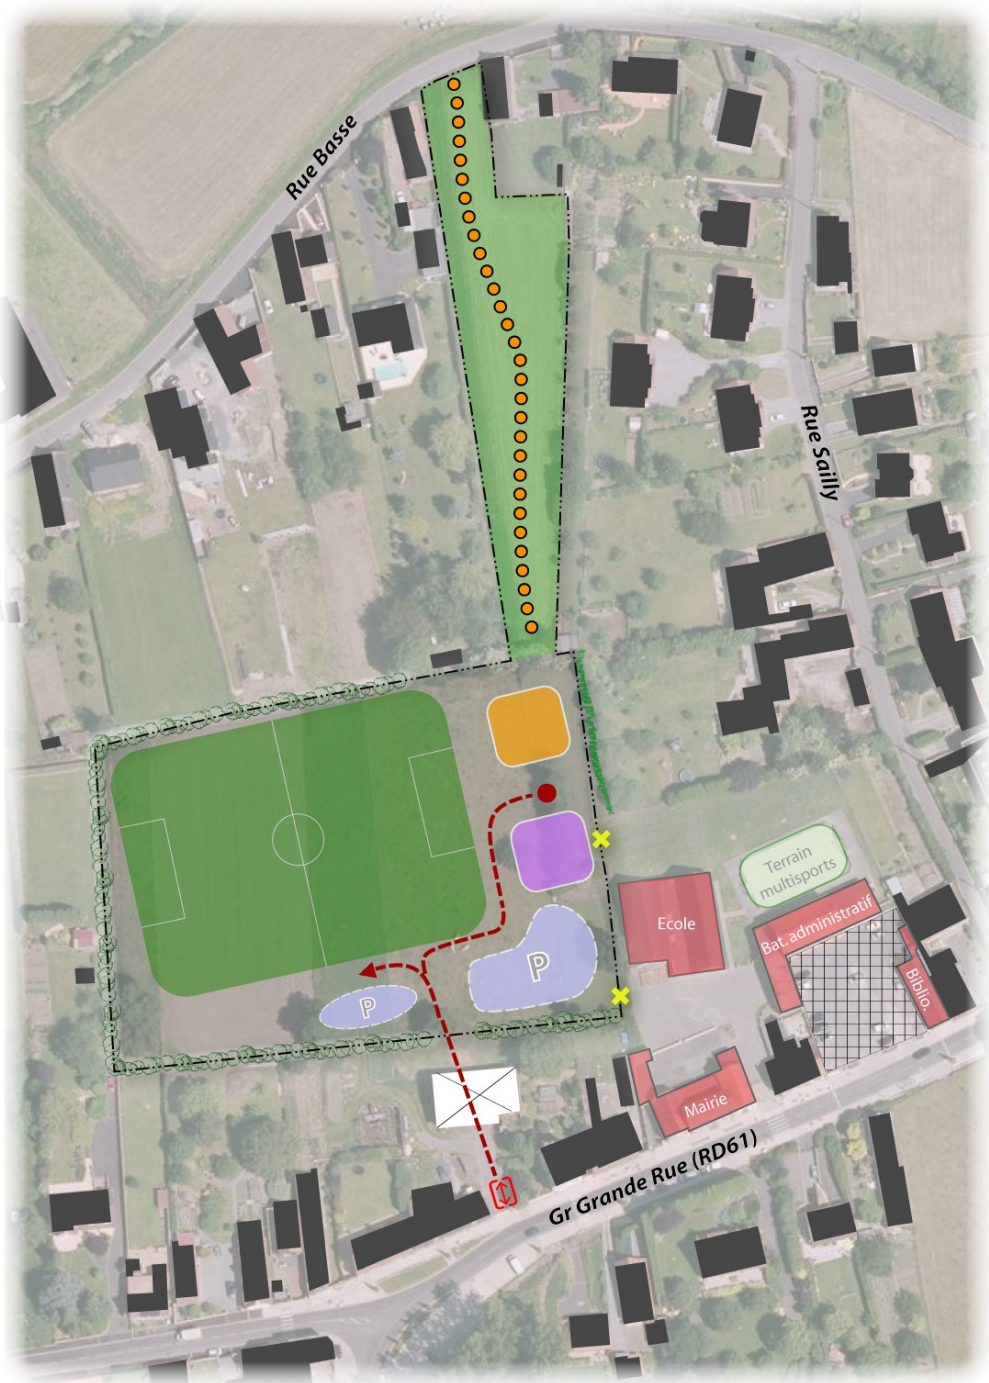 Rue Basse
Rue Sailly
Terrain
multisports
Ecole
Bat. administratif
Biblio.
P
P
Mairie
Gr Grande Rue (RD61)